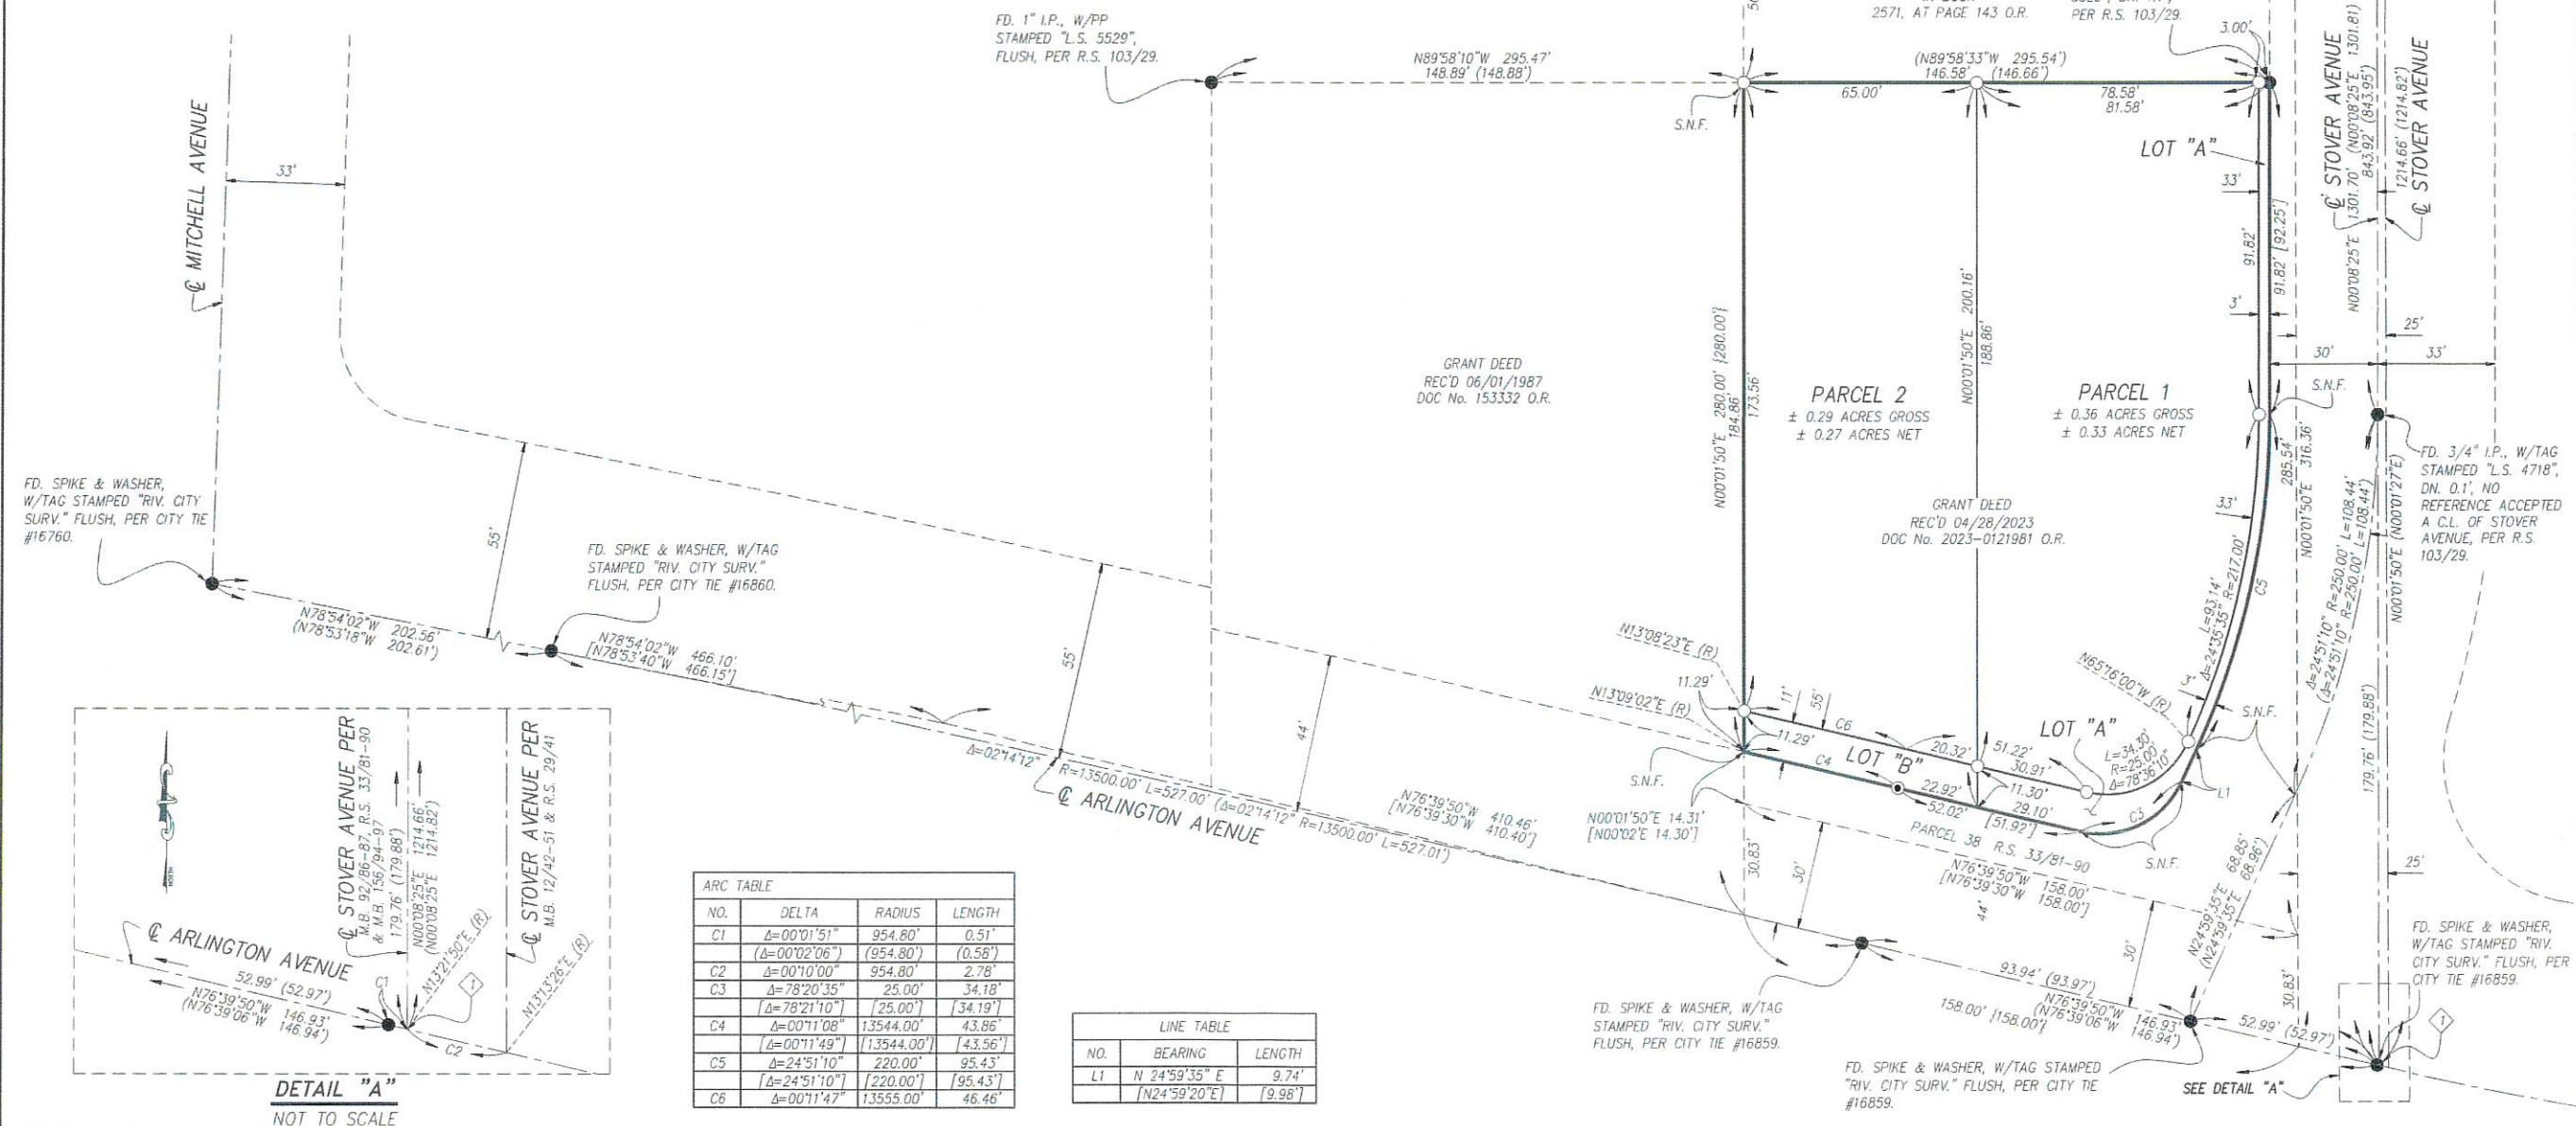 FD. 1" I.P., W/PP
STAMPED "L.S. 5529",
FLUSH, PER R.S. 103/29.
2571, AT PAGE 143 O.R.
PER R.S. 103/29.
3.00'
N89°58'10"W 295.47'
148.89' (148.88')
(N89°58'33"W 295.54')
146.58' (146.66')
65.00'
78.58'
81.58'
S.N.F.
LOT "A"
33'
91.82'
91.82' [92.25']
3'
℄ STOVER AVENUE
N00°08'25"E 1301.70' (N00°08'25"E 1301.81')
843.92' (843.95')
1214.66' (1214.82')
℄ STOVER AVENUE
25'
30'
33'
S.N.F.
℄ MITCHELL AVENUE
33'
GRANT DEED
REC'D 06/01/1987
DOC No. 153332 O.R.
N00°01'50"E 280.00' {280.00'}
184.86'
173.56'
PARCEL 2
± 0.29 ACRES GROSS
± 0.27 ACRES NET
N00°01'50"E 200.16'
188.86'
PARCEL 1
± 0.36 ACRES GROSS
± 0.33 ACRES NET
GRANT DEED
REC'D 04/28/2023
DOC No. 2023-0121981 O.R.
33'
285.54'
N00°01'50"E 316.36'
FD. 3/4" I.P., W/TAG
STAMPED "L.S. 4718",
DN. 0.1', NO
REFERENCE ACCEPTED
A C.L. OF STOVER
AVENUE, PER R.S.
103/29.
Δ=24°51'10" R=250.00' L=108.44'
(Δ=24°51'10" R=250.00' L=108.44')
N00°01'50"E (N00°01'27"E)
179.76' (179.88')
L=93.14'
Δ=24°35'35" R=217.00'
C5
N65°16'00"W (R)
3'
S.N.F.
FD. SPIKE & WASHER,
W/TAG STAMPED "RIV. CITY
SURV." FLUSH, PER CITY TIE
#16760.
55'
FD. SPIKE & WASHER, W/TAG
STAMPED "RIV. CITY SURV."
FLUSH, PER CITY TIE #16860.
N78°54'02"W 202.56'
(N78°53'18"W 202.61')
N78°54'02"W 466.10'
[N78°53'40"W 466.15']
55'
44'
Δ=02°14'12" R=13500.00' L=527.00' (Δ=02°14'12" R=13500.00' L=527.01')
℄ ARLINGTON AVENUE
N76°39'50"W 410.46'
[N76°39'30"W 410.40']
N13°08'23"E (R)
11.29'
N13°09'02"E (R)
11.29'
11'
55'
C6
20.32'
51.22'
30.91'
LOT "A"
L=34.30'
R=25.00'
Δ=78°36'10"
LOT "B"
C4
S.N.F.
22.92'
52.02'
11.30'
29.10'
[51.92']
C3
L1
N00°01'50"E 14.31'
[N00°02'E 14.30']
PARCEL 38 R.S. 33/81-90
N76°39'50"W 158.00'
[N76°39'30"W 158.00']
S.N.F.
30.83'
30'
44'
30'
N24°59'35"E 68.85'
(N24°59'35"E 68.96')
25'
30.83'
93.94' (93.97')
N76°39'50"W 146.93'
(N76°39'06"W 146.94')
158.00' {158.00'}
52.99' (52.97')
FD. SPIKE & WASHER,
W/TAG STAMPED "RIV.
CITY SURV." FLUSH, PER
CITY TIE #16859.
1
FD. SPIKE & WASHER, W/TAG
STAMPED "RIV. CITY SURV."
FLUSH, PER CITY TIE #16859.
FD. SPIKE & WASHER, W/TAG STAMPED
"RIV. CITY SURV." FLUSH, PER CITY TIE
#16859.
SEE DETAIL "A"
℄ STOVER AVENUE PER
M.B. 92/86-87, R.S. 33/81-90
& M.B. 156/94-97
179.76' (179.88')
N00°08'25"E 1214.66'
(N00°08'25"E 1214.82')
℄ STOVER AVENUE PER
M.B. 12/42-51 & R.S. 29/41
℄ ARLINGTON AVENUE
52.99' (52.97')
N76°39'50"W 146.93'
(N76°39'06"W 146.94')
C1
N13°21'50"E (R)
1
N13°13'26"E (R)
C2
DETAIL "A"
NOT TO SCALE
ARC TABLE
NO. DELTA RADIUS LENGTH
C1 Δ=00°01'51" 954.80' 0.51'
(Δ=00°02'06") (954.80') (0.58')
C2 Δ=00°10'00" 954.80' 2.78'
C3 Δ=78°20'35" 25.00' 34.18'
[Δ=78°21'10"] [25.00'] [34.19']
C4 Δ=00°11'08" 13544.00' 43.86'
[Δ=00°11'49"] [13544.00'] [43.56']
C5 Δ=24°51'10" 220.00' 95.43'
[Δ=24°51'10"] [220.00'] [95.43']
C6 Δ=00°11'47" 13555.00' 46.46'
LINE TABLE
NO. BEARING LENGTH
L1 N 24°59'35" E 9.74'
[N24°59'20"E] [9.98']